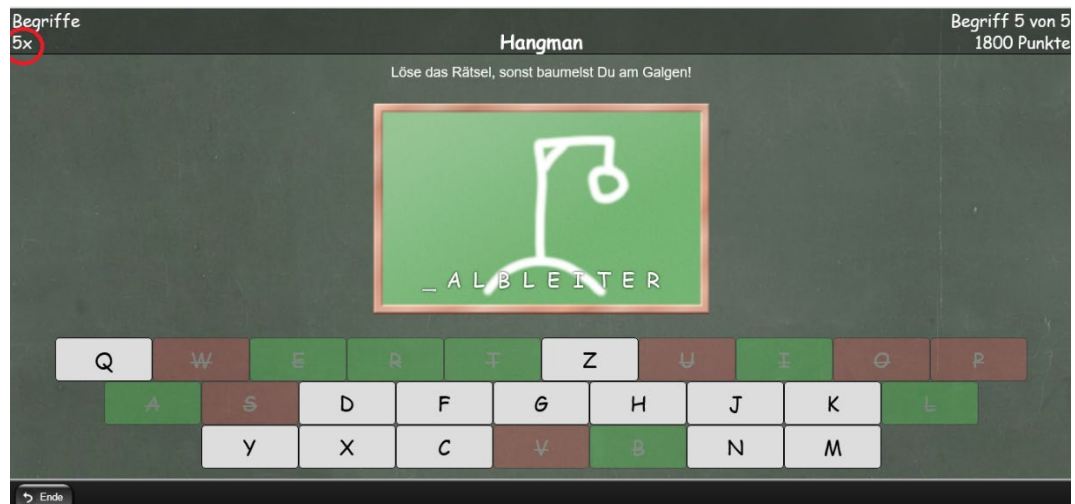 Begriffe
Begriff 5 von 5
5x
Hangman
1800 Punkte
Löse das Rätsel, sonst baumelst Du am Galgen!
_ A L B L E I T E R
Q W E R T Z U I O P
A S D F G H J K L
Y X C V B N M
Ende